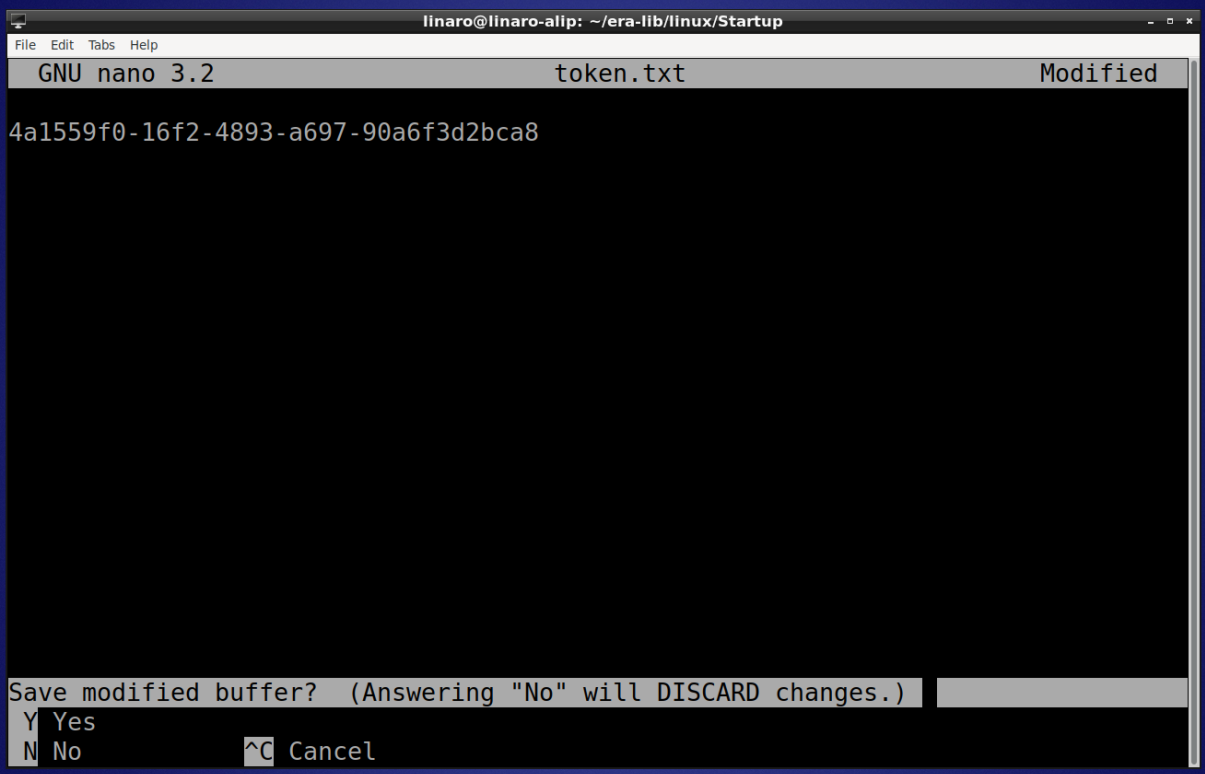 linaro@linaro-alip: ~/era-lib/linux/Startup
File Edit Tabs Help
GNU nano 3.2 token.txt Modified
4a1559f0-16f2-4893-a697-90a6f3d2bca8
Save modified buffer? (Answering "No" will DISCARD changes.)
Y Yes
N No ^C Cancel